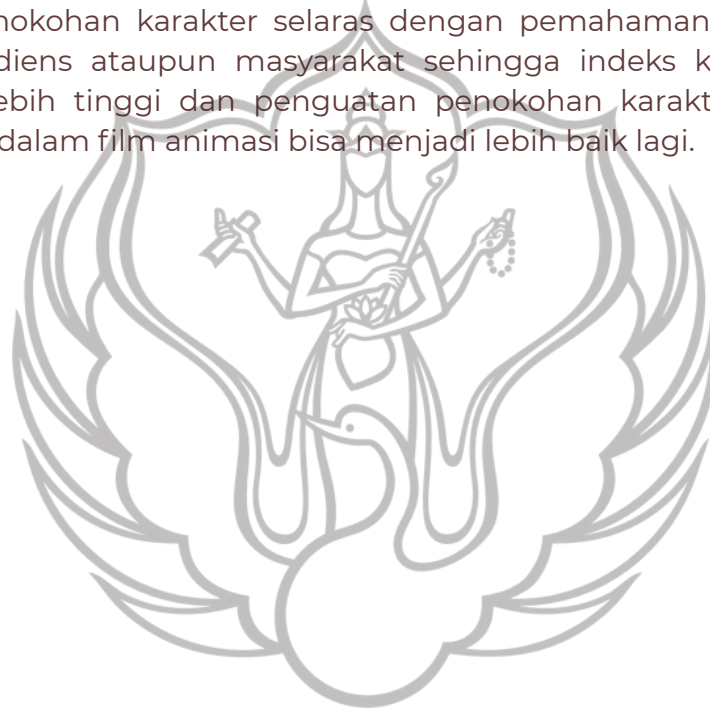 nokohan karakter selaras dengan pemahaman
diens ataupun masyarakat sehingga indeks k
ebih tinggi dan penguatan penokohan karakt
dalam film animasi bisa menjadi lebih baik lagi.